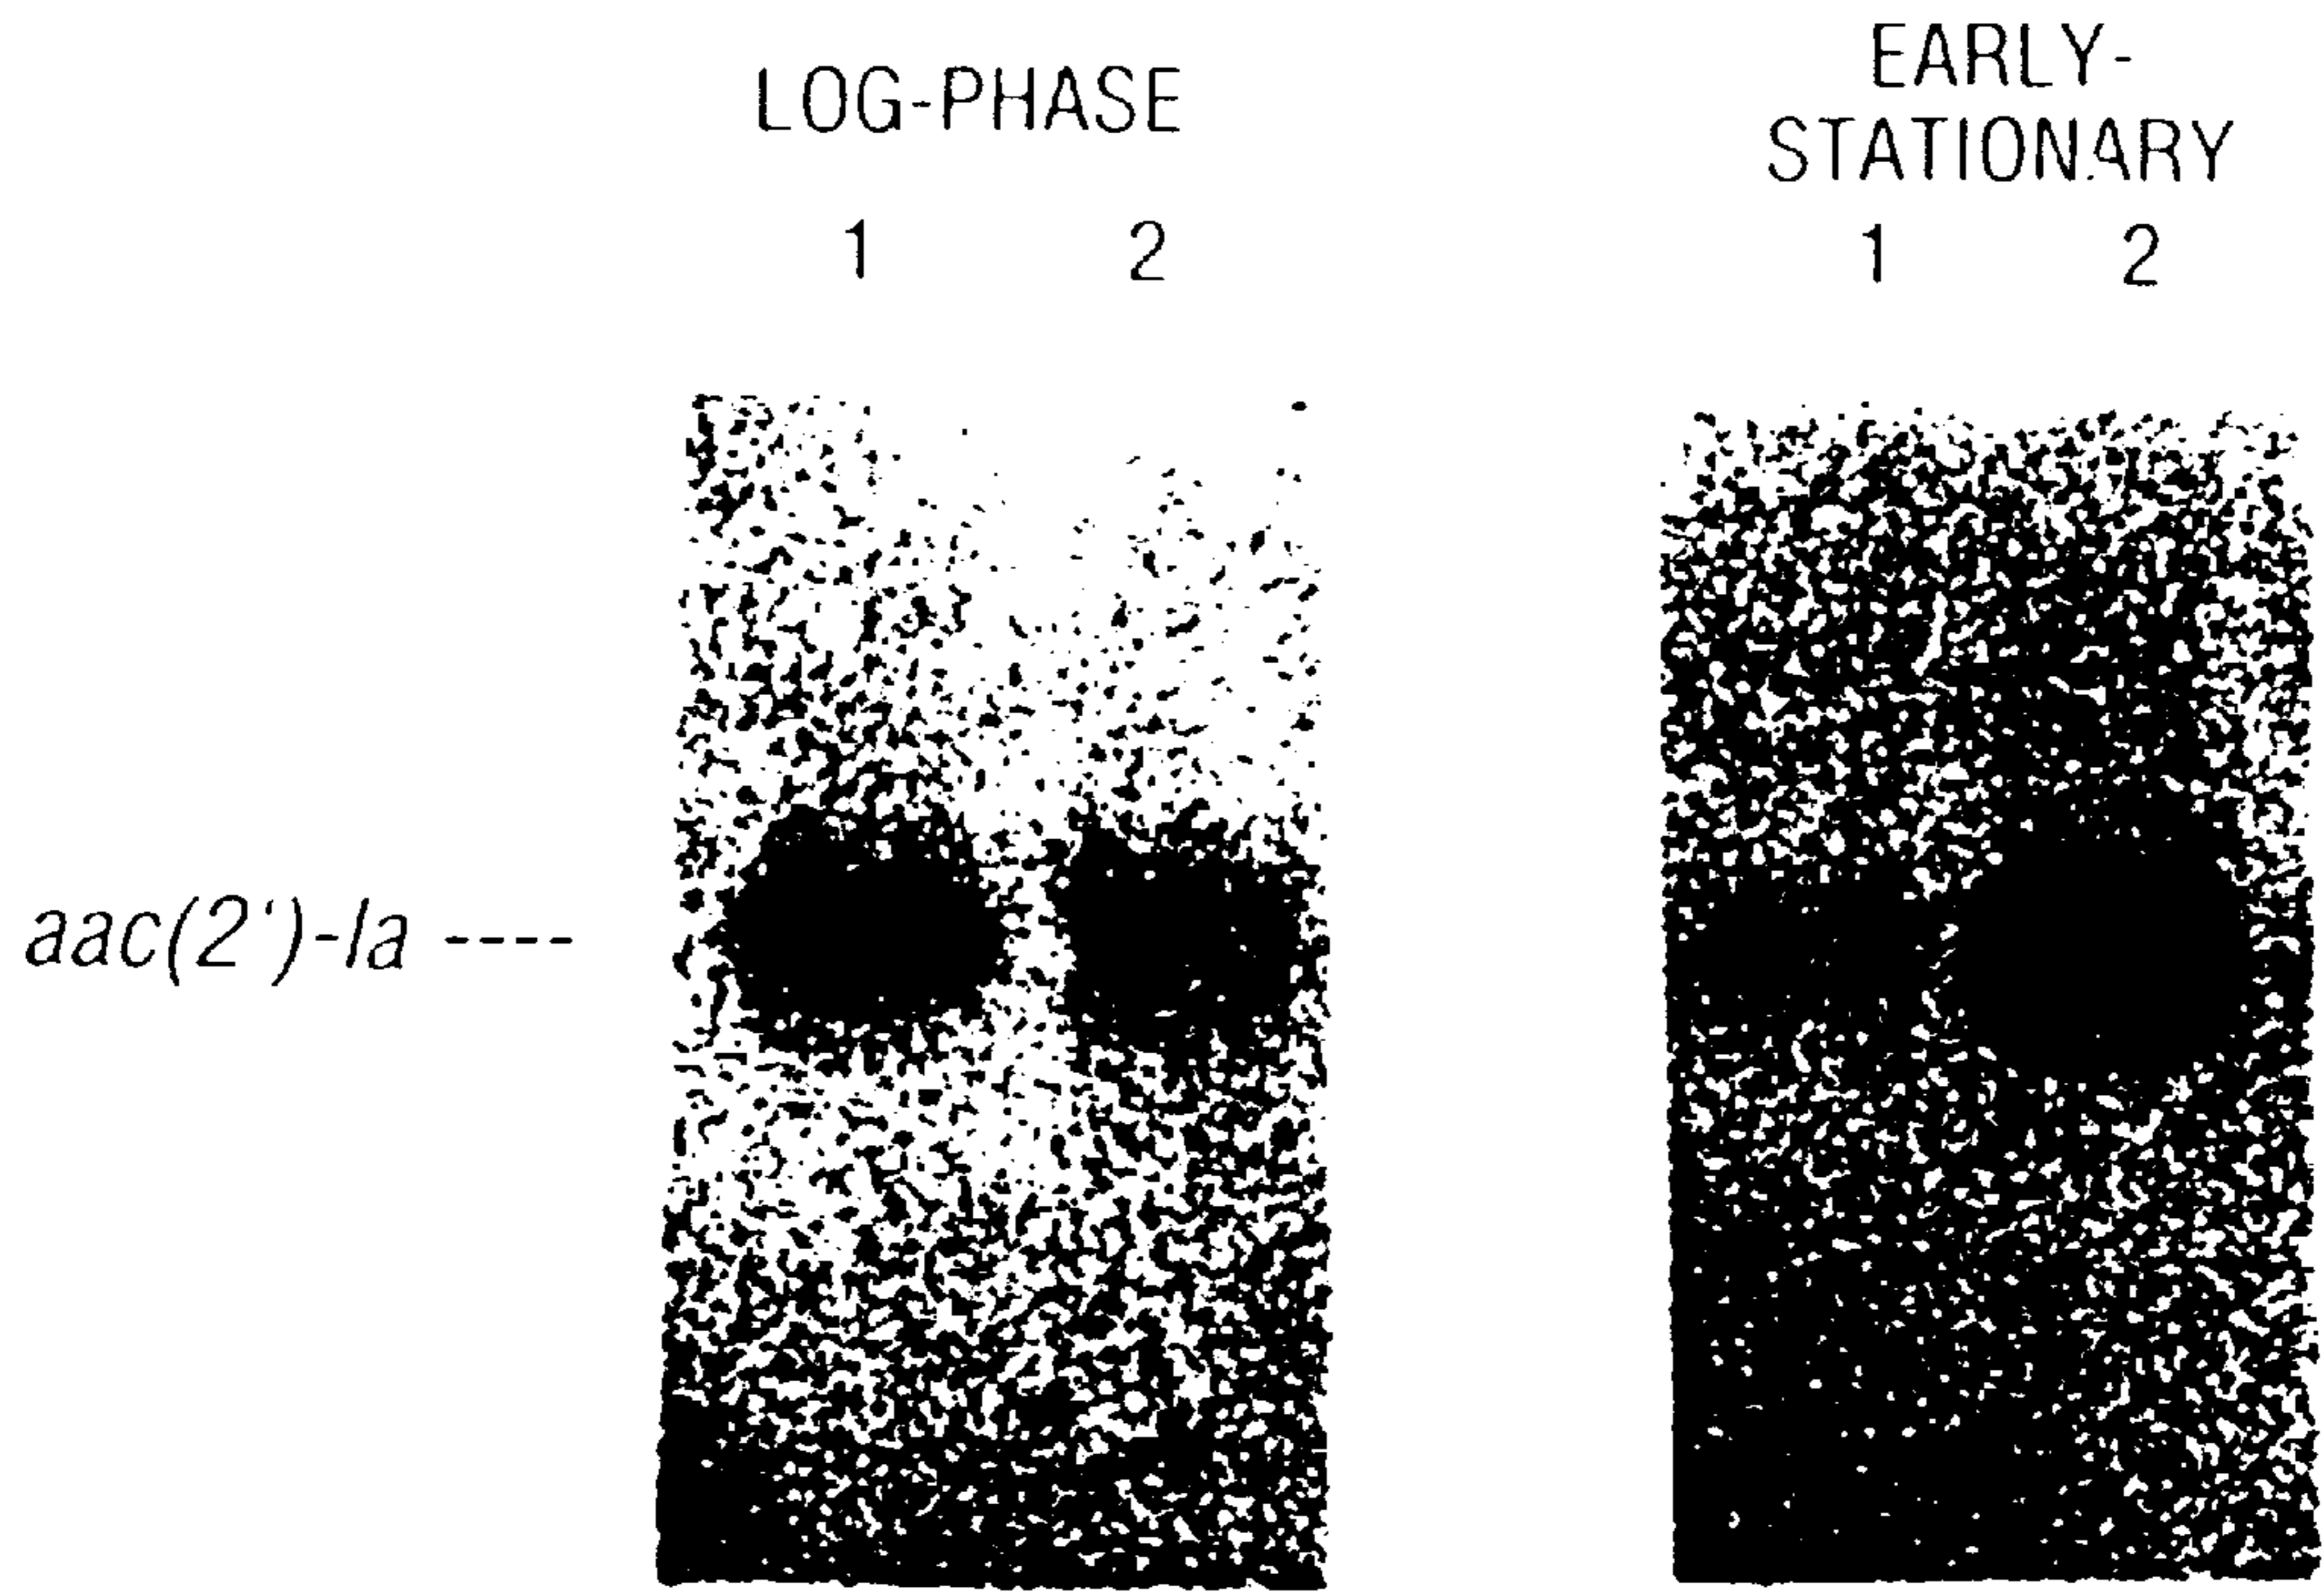 LOG-PHASE
1 2
EARLY-
STATIONARY
1 2
aac(2')-Ia ----